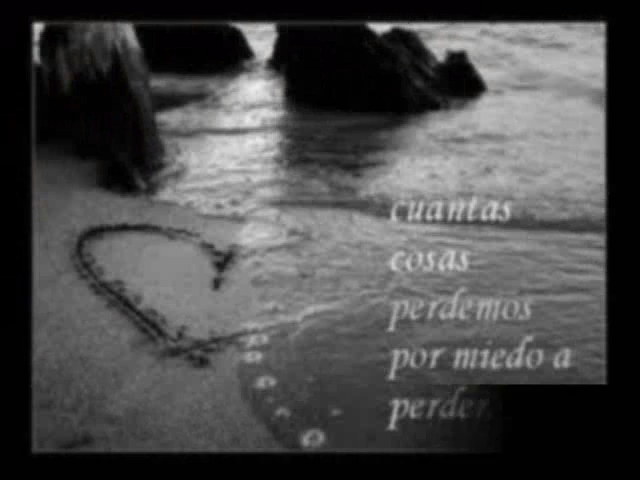 cuantas
cosas
perdemos
por miedo a
perder.